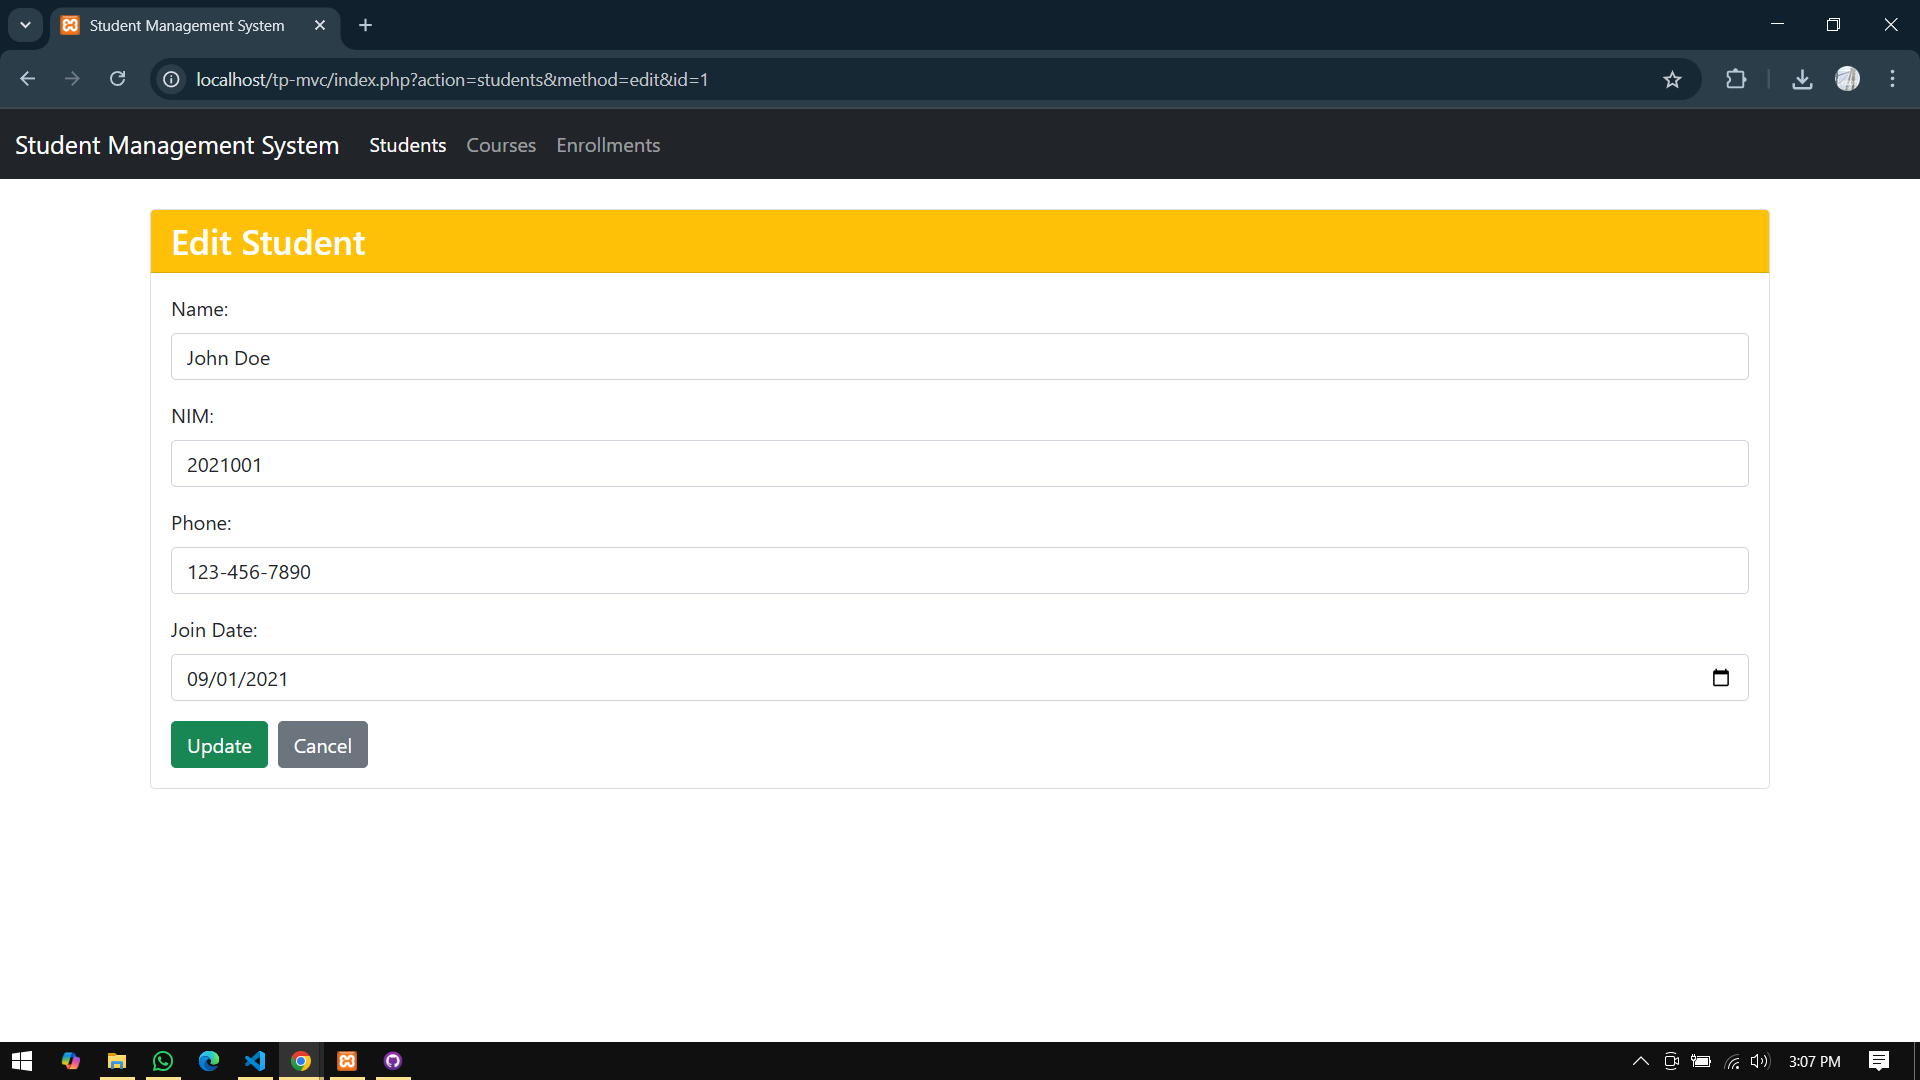 Student Management System
localhost/tp-mvc/index.php?action=students&method=edit&id=1
Student Management System Students Courses Enrollments
Edit Student
Name:
John Doe
NIM:
2021001
Phone:
123-456-7890
Join Date:
09/01/2021
Update Cancel
3:07 PM